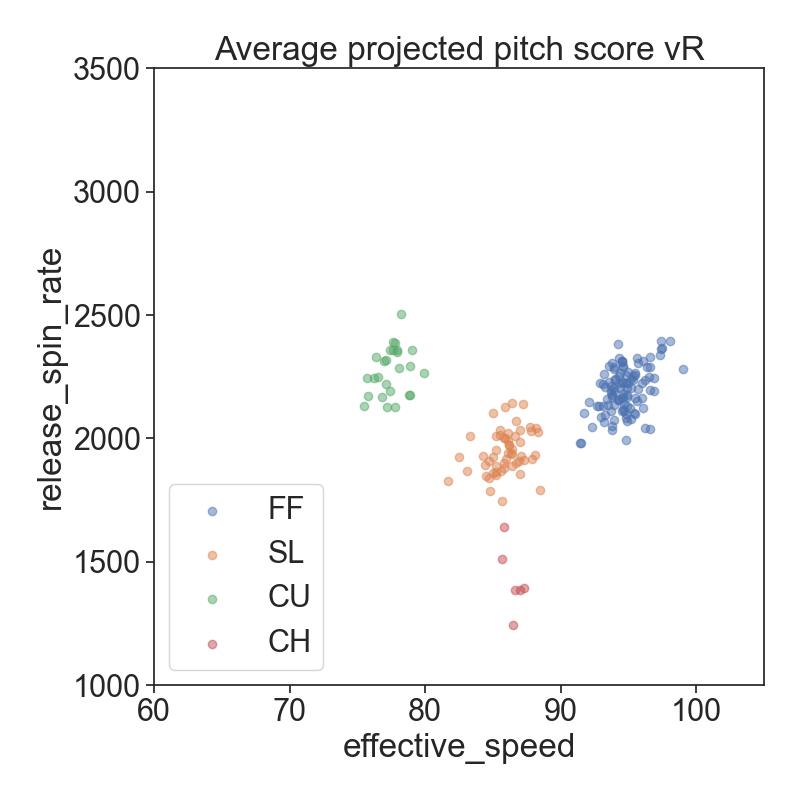 Average projected pitch score vR
3500
3000
2500
2000
1500
1000
release_spin_rate
FF
SL
CU
CH
60
70
80
90
100
effective_speed